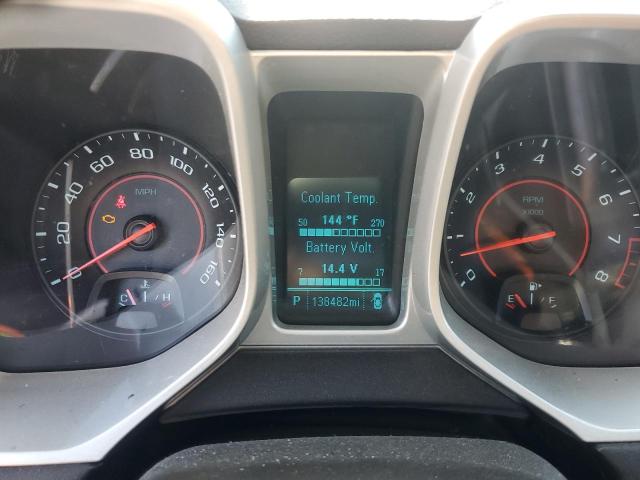 0 20 40 60 80 100 120 140 160
MPH
C H
Coolant Temp.
50 144 °F 270
Battery Volt.
7 14.4 V 17
P 138482mi
0 1 2 3 4 5 6 7 8
RPM
X1000
E F